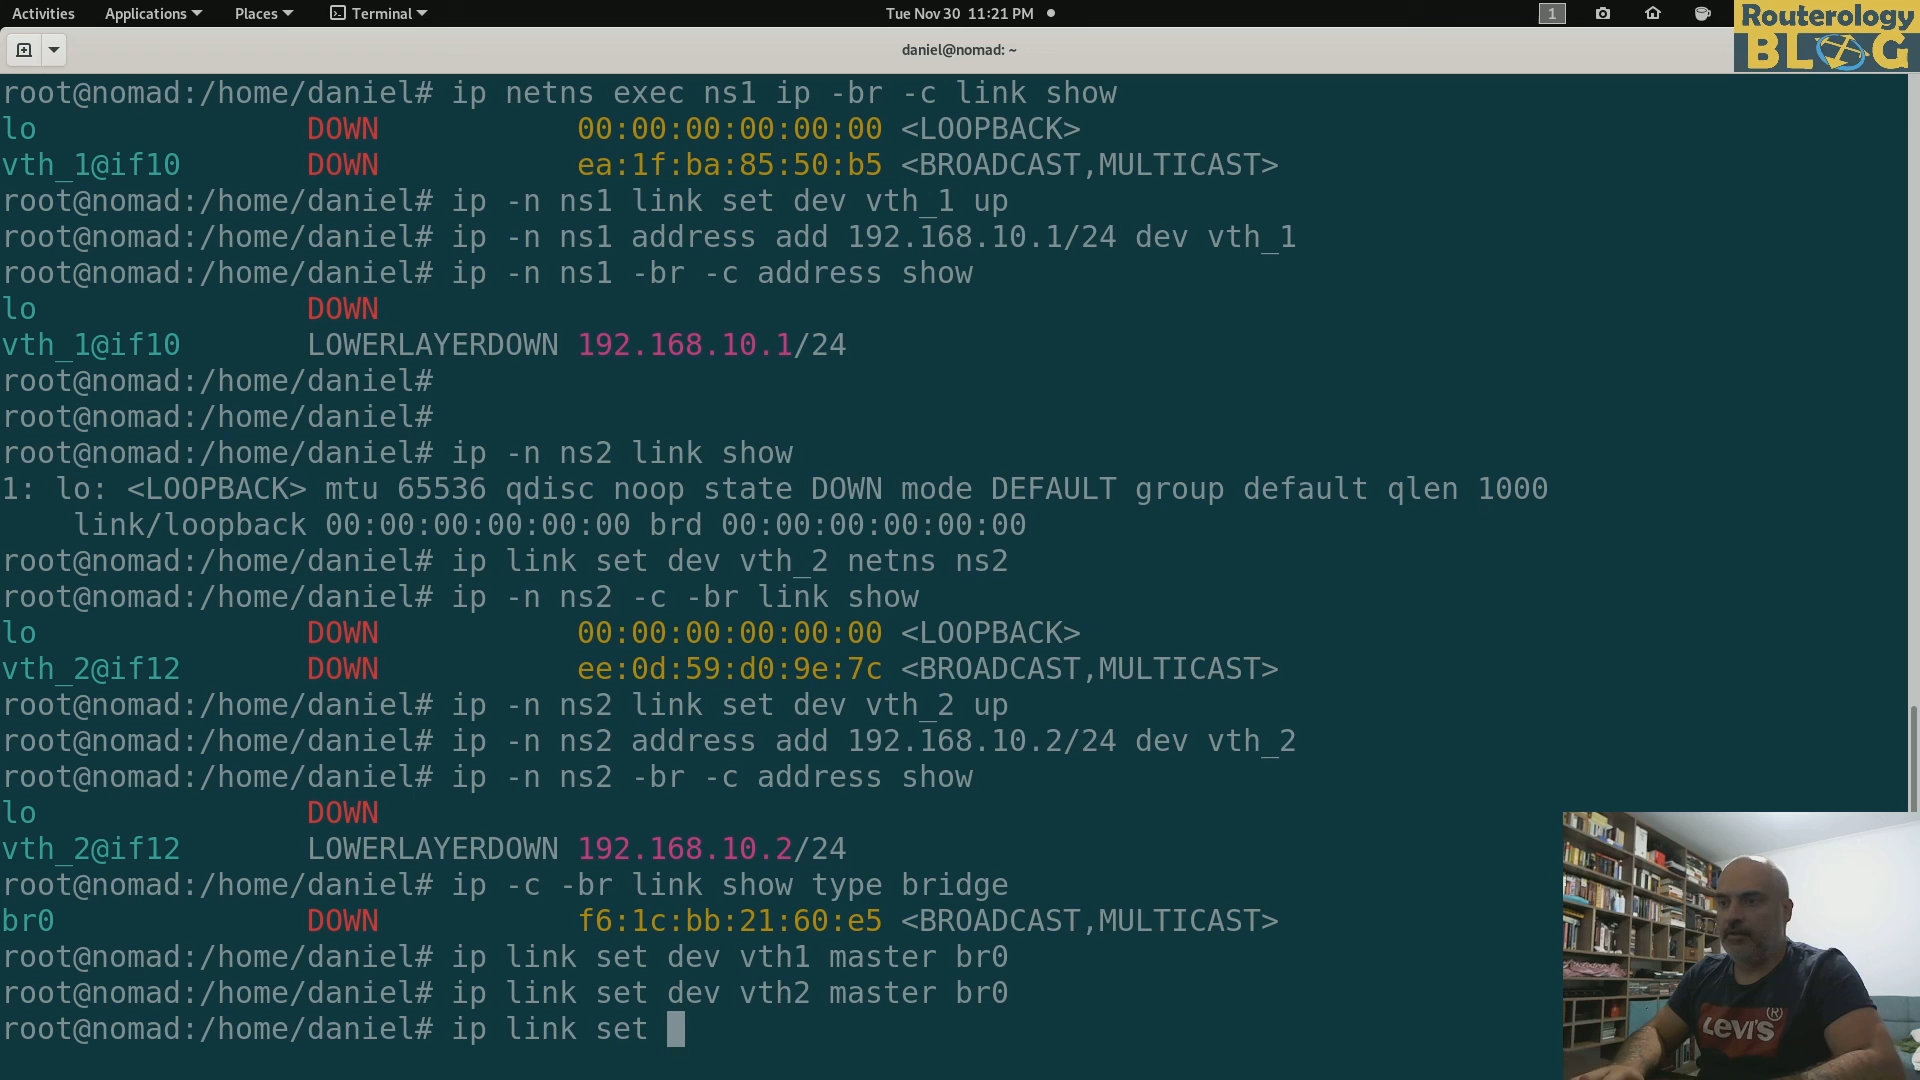 Activities Applications Places Terminal Tue Nov 30 11:21 PM 1
Routerology
BLOG
daniel@nomad: ~
root@nomad:/home/daniel# ip netns exec ns1 ip -br -c link show
lo DOWN 00:00:00:00:00:00 <LOOPBACK>
vth_1@if10 DOWN ea:1f:ba:85:50:b5 <BROADCAST,MULTICAST>
root@nomad:/home/daniel# ip -n ns1 link set dev vth_1 up
root@nomad:/home/daniel# ip -n ns1 address add 192.168.10.1/24 dev vth_1
root@nomad:/home/daniel# ip -n ns1 -br -c address show
lo DOWN
vth_1@if10 LOWERLAYERDOWN 192.168.10.1/24
root@nomad:/home/daniel#
root@nomad:/home/daniel#
root@nomad:/home/daniel# ip -n ns2 link show
1: lo: <LOOPBACK> mtu 65536 qdisc noop state DOWN mode DEFAULT group default qlen 1000
link/loopback 00:00:00:00:00:00 brd 00:00:00:00:00:00
root@nomad:/home/daniel# ip link set dev vth_2 netns ns2
root@nomad:/home/daniel# ip -n ns2 -c -br link show
lo DOWN 00:00:00:00:00:00 <LOOPBACK>
vth_2@if12 DOWN ee:0d:59:d0:9e:7c <BROADCAST,MULTICAST>
root@nomad:/home/daniel# ip -n ns2 link set dev vth_2 up
root@nomad:/home/daniel# ip -n ns2 address add 192.168.10.2/24 dev vth_2
root@nomad:/home/daniel# ip -n ns2 -br -c address show
lo DOWN
vth_2@if12 LOWERLAYERDOWN 192.168.10.2/24
root@nomad:/home/daniel# ip -c -br link show type bridge
br0 DOWN f6:1c:bb:21:60:e5 <BROADCAST,MULTICAST>
root@nomad:/home/daniel# ip link set dev vth1 master br0
root@nomad:/home/daniel# ip link set dev vth2 master br0
root@nomad:/home/daniel# ip link set
LEVI'S®